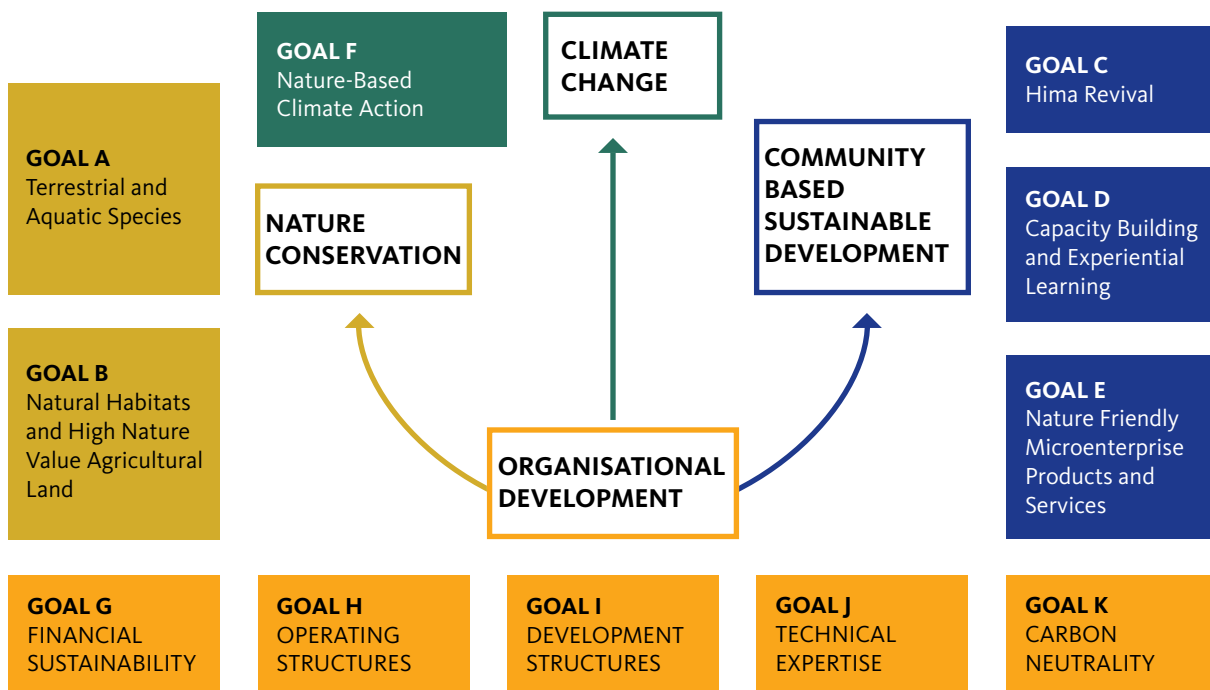 GOAL F
Nature-Based
Climate Action
CLIMATE
CHANGE
GOAL C
Hima Revival
GOAL A
Terrestrial and
Aquatic Species
NATURE
CONSERVATION
COMMUNITY
BASED
SUSTAINABLE
DEVELOPMENT
GOAL D
Capacity Building
and Experiential
Learning
GOAL B
Natural Habitats
and High Nature
Value Agricultural
Land
ORGANISATIONAL
DEVELOPMENT
GOAL E
Nature Friendly
Microenterprise
Products and
Services
GOAL G
FINANCIAL
SUSTAINABILITY
GOAL H
OPERATING
STRUCTURES
GOAL I
DEVELOPMENT
STRUCTURES
GOAL J
TECHNICAL
EXPERTISE
GOAL K
CARBON
NEUTRALITY